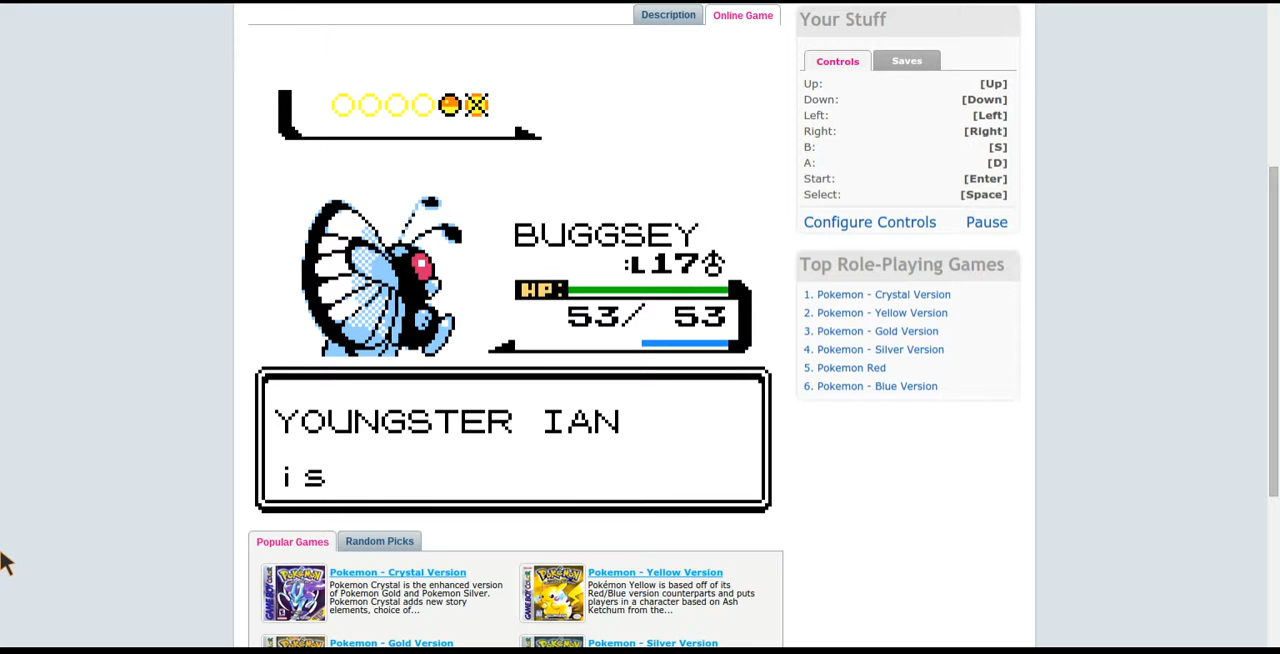 Description
Online Game
BUGGSEY
:L17♂
HP:
53/ 53
YOUNGSTER IAN
is
Your Stuff
Controls
Saves
Up: [Up]
Down: [Down]
Left: [Left]
Right: [Right]
B: [S]
A: [D]
Start: [Enter]
Select: [Space]
Configure Controls
Pause
Top Role-Playing Games
1. Pokemon - Crystal Version
2. Pokemon - Yellow Version
3. Pokemon - Gold Version
4. Pokemon - Silver Version
5. Pokemon Red
6. Pokemon - Blue Version
Popular Games
Random Picks
Pokemon - Crystal Version
Pokemon Crystal is the enhanced version
of Pokemon Gold and Pokemon Silver.
Pokemon Crystal adds new story
elements, choice of...
Pokemon - Yellow Version
Pokémon Yellow is based off of its
Red/Blue version counterparts and puts
players in a character based on Ash
Ketchum from the...
Pokemon - Gold Version
Pokemon - Silver Version